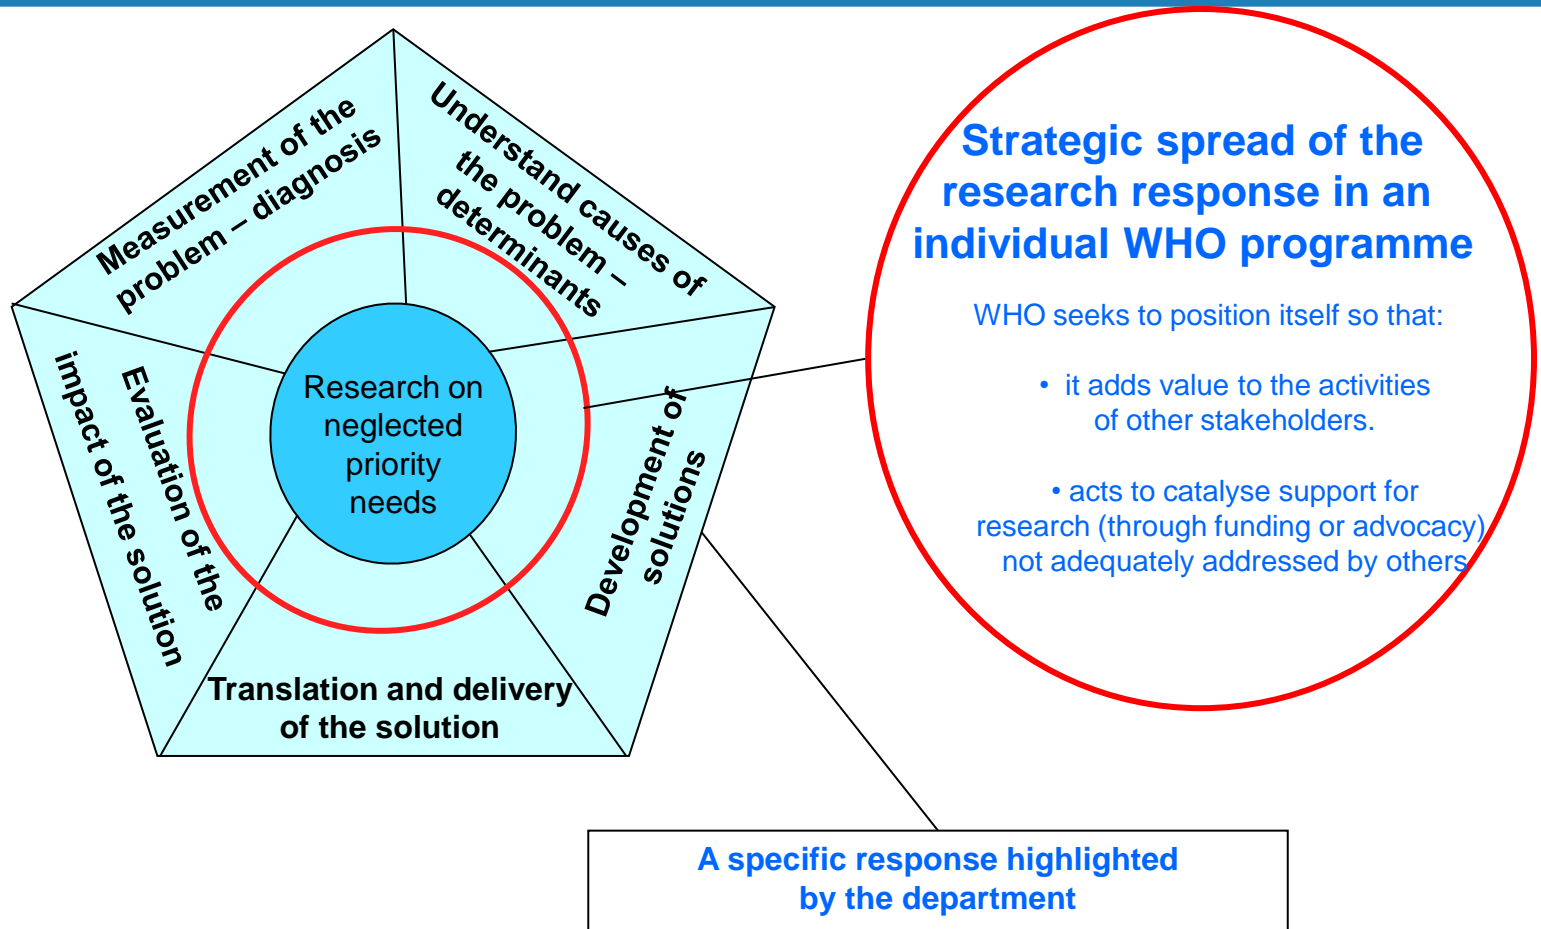 Measurement of the
problem – diagnosis
Understand causes of
the problem –
determinants
Development of
solutions
Translation and delivery
of the solution
Evaluation of the
impact of the solution
Research on
neglected
priority
needs
Strategic spread of the
research response in an
individual WHO programme
WHO seeks to position itself so that:
• it adds value to the activities
of other stakeholders.
• acts to catalyse support for
research (through funding or advocacy)
not adequately addressed by others
A specific response highlighted
by the department